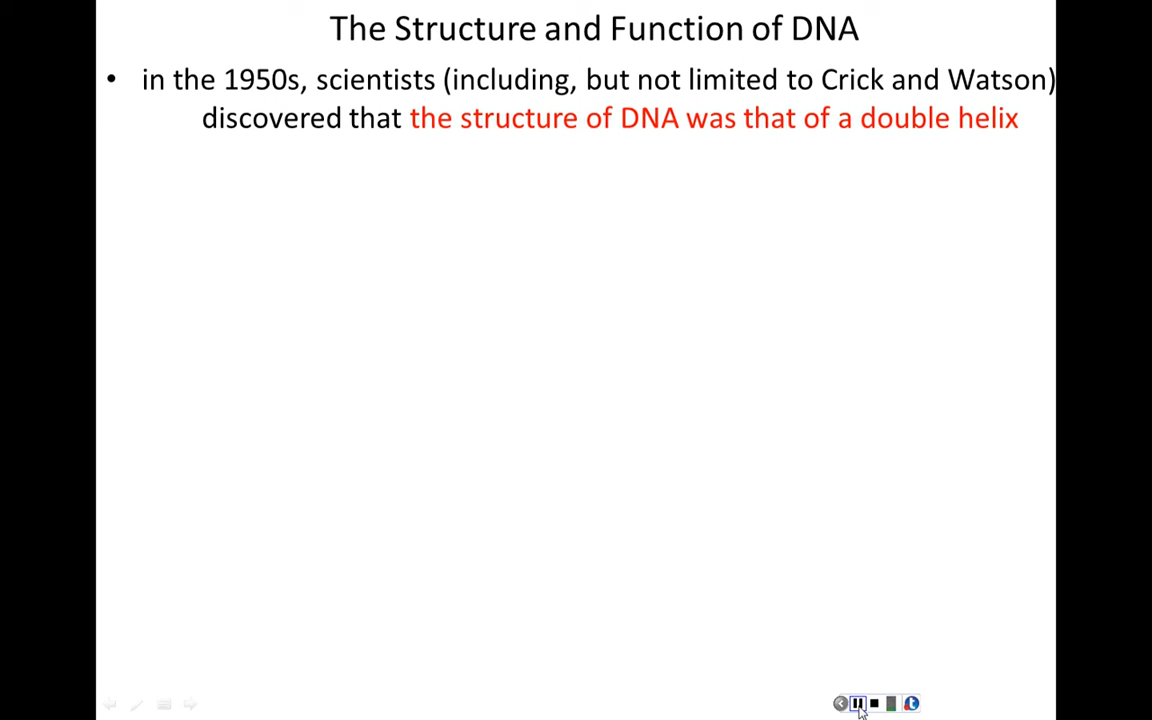 The Structure and Function of DNA
• in the 1950s, scientists (including, but not limited to Crick and Watson)
discovered that the structure of DNA was that of a double helix